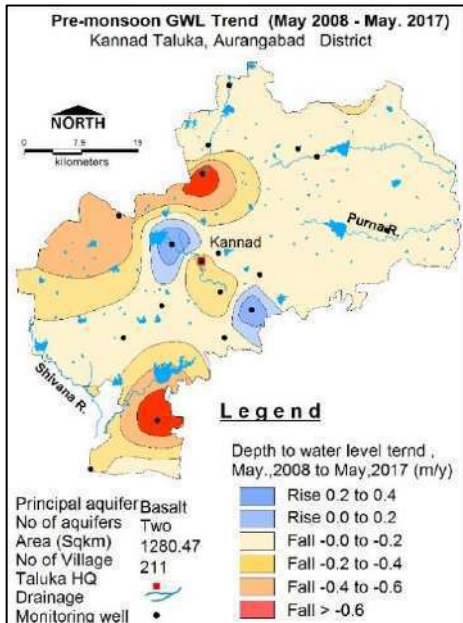 Pre-monsoon GWL Trend (May 2008 - May. 2017)
Kannad Taluka, Aurangabad District
NORTH
0 7.5 15
kilometers
Kannad
Purna R.
Shivana R.
Legend
Depth to water level ternd ,
May.,2008 to May,2017 (m/y)
Rise 0.2 to 0.4
Rise 0.0 to 0.2
Fall -0.0 to -0.2
Fall -0.2 to -0.4
Fall -0.4 to -0.6
Fall > -0.6
Principal aquifer Basalt
No of aquifers Two
Area (Sqkm) 1280.47
No of Village 211
Taluka HQ
Drainage
Monitoring well